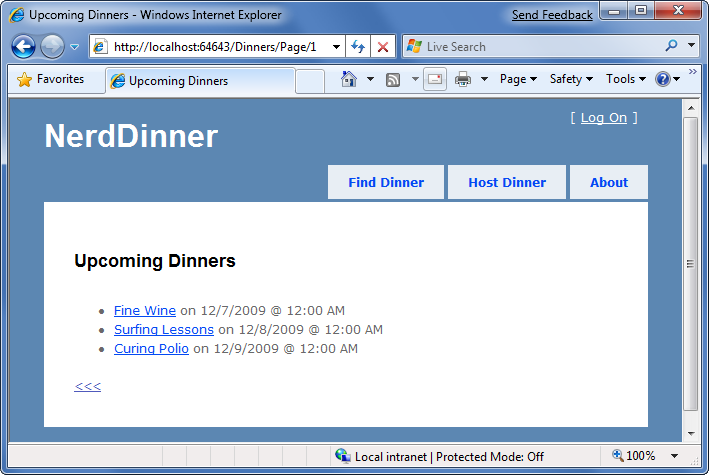 Upcoming Dinners - Windows Internet Explorer
Send Feedback
http://localhost:64643/Dinners/Page/1
Live Search
Favorites
Upcoming Dinners
Page
Safety
Tools
»
[ Log On ]
NerdDinner
Find Dinner
Host Dinner
About
Upcoming Dinners
• Fine Wine on 12/7/2009 @ 12:00 AM
• Surfing Lessons on 12/8/2009 @ 12:00 AM
• Curing Polio on 12/9/2009 @ 12:00 AM
<<<
Local intranet | Protected Mode: Off
100%